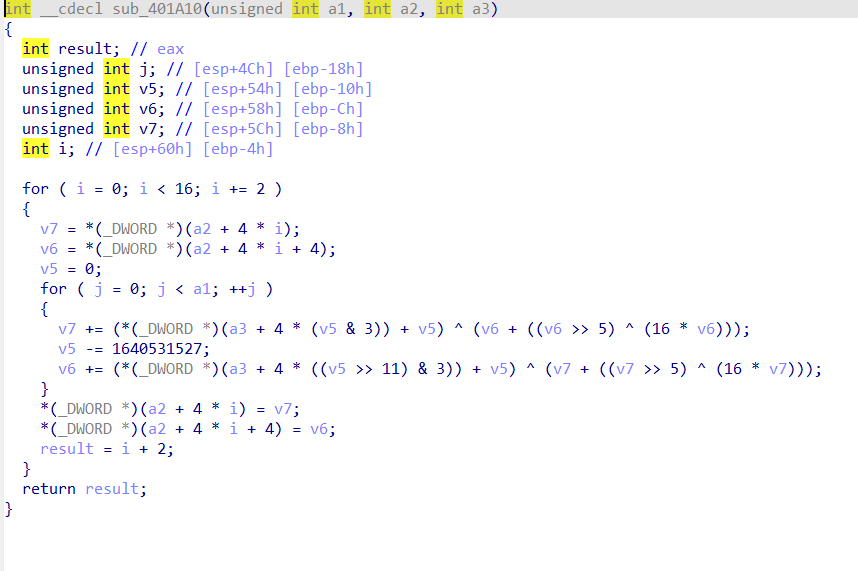 int __cdecl sub_401A10(unsigned int a1, int a2, int a3)
{
  int result; // eax
  unsigned int j; // [esp+4Ch] [ebp-18h]
  unsigned int v5; // [esp+54h] [ebp-10h]
  unsigned int v6; // [esp+58h] [ebp-Ch]
  unsigned int v7; // [esp+5Ch] [ebp-8h]
  int i; // [esp+60h] [ebp-4h]

  for ( i = 0; i < 16; i += 2 )
  {
    v7 = *(_DWORD *)(a2 + 4 * i);
    v6 = *(_DWORD *)(a2 + 4 * i + 4);
    v5 = 0;
    for ( j = 0; j < a1; ++j )
    {
      v7 += (*(_DWORD *)(a3 + 4 * (v5 & 3)) + v5) ^ (v6 + ((v6 >> 5) ^ (16 * v6)));
      v5 -= 1640531527;
      v6 += (*(_DWORD *)(a3 + 4 * ((v5 >> 11) & 3)) + v5) ^ (v7 + ((v7 >> 5) ^ (16 * v7)));
    }
    *(_DWORD *)(a2 + 4 * i) = v7;
    *(_DWORD *)(a2 + 4 * i + 4) = v6;
    result = i + 2;
  }
  return result;
}